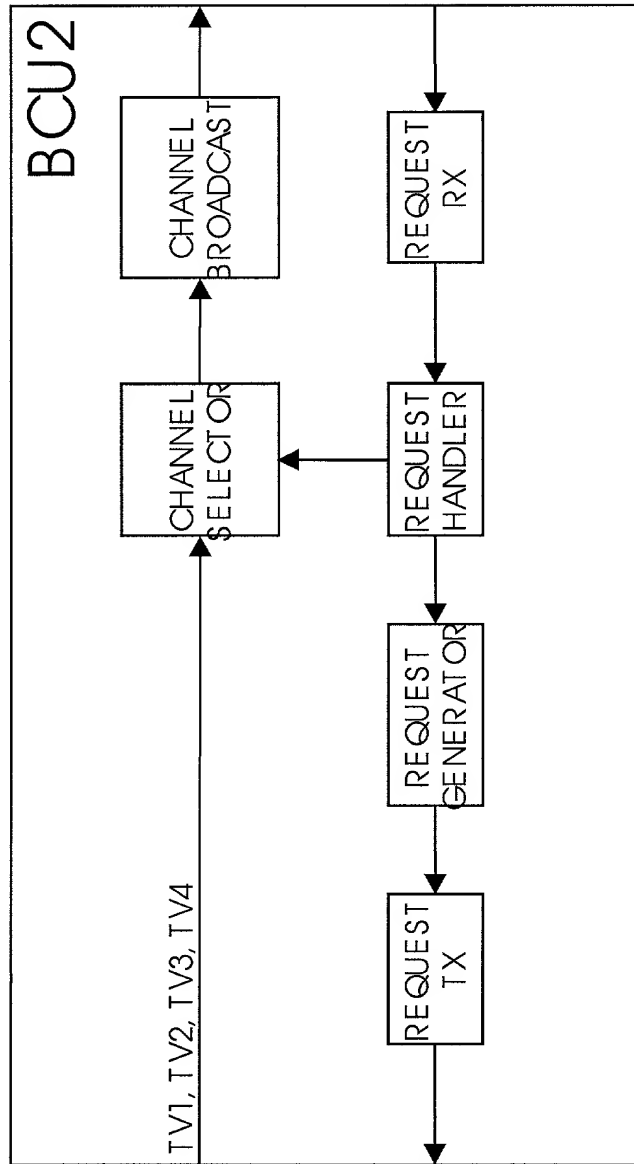 BCU2
TV1, TV2, TV3, TV4
CHANNEL
SELECTOR
CHANNEL
BROADCAST
REQUEST
TX
REQUEST
GENERATOR
REQUEST
HANDLER
REQUEST
RX